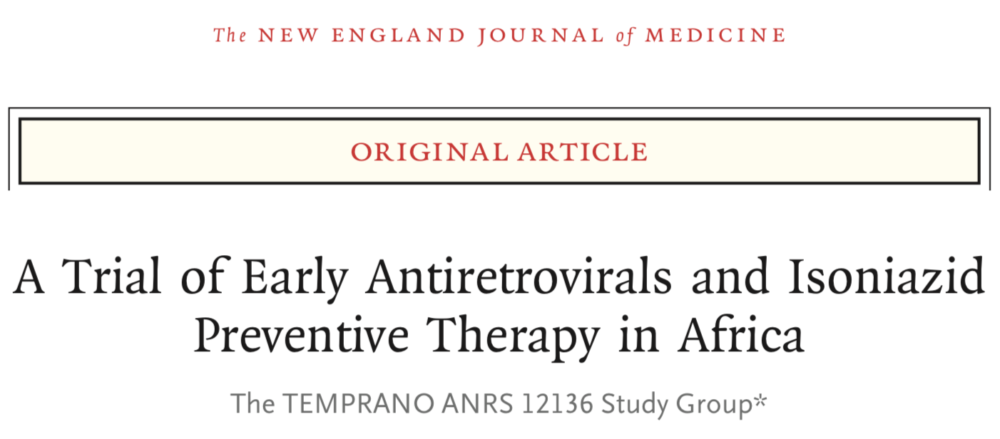 The NEW ENGLAND JOURNAL of MEDICINE
ORIGINAL ARTICLE
A Trial of Early Antiretrovirals and Isoniazid
Preventive Therapy in Africa
The TEMPRANO ANRS 12136 Study Group*